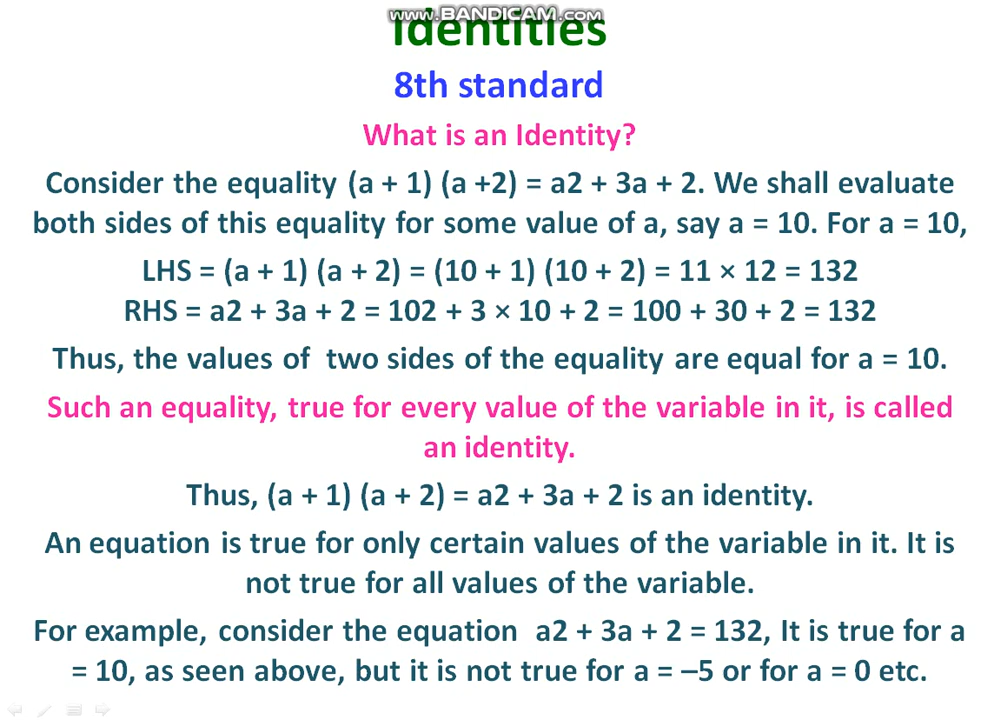 www.BANDICAM.com
Identities
8th standard
What is an Identity?
Consider the equality (a + 1) (a +2) = a2 + 3a + 2. We shall evaluate
both sides of this equality for some value of a, say a = 10. For a = 10,
LHS = (a + 1) (a + 2) = (10 + 1) (10 + 2) = 11 × 12 = 132
RHS = a2 + 3a + 2 = 102 + 3 × 10 + 2 = 100 + 30 + 2 = 132
Thus, the values of two sides of the equality are equal for a = 10.
Such an equality, true for every value of the variable in it, is called
an identity.
Thus, (a + 1) (a + 2) = a2 + 3a + 2 is an identity.
An equation is true for only certain values of the variable in it. It is
not true for all values of the variable.
For example, consider the equation a2 + 3a + 2 = 132, It is true for a
= 10, as seen above, but it is not true for a = –5 or for a = 0 etc.